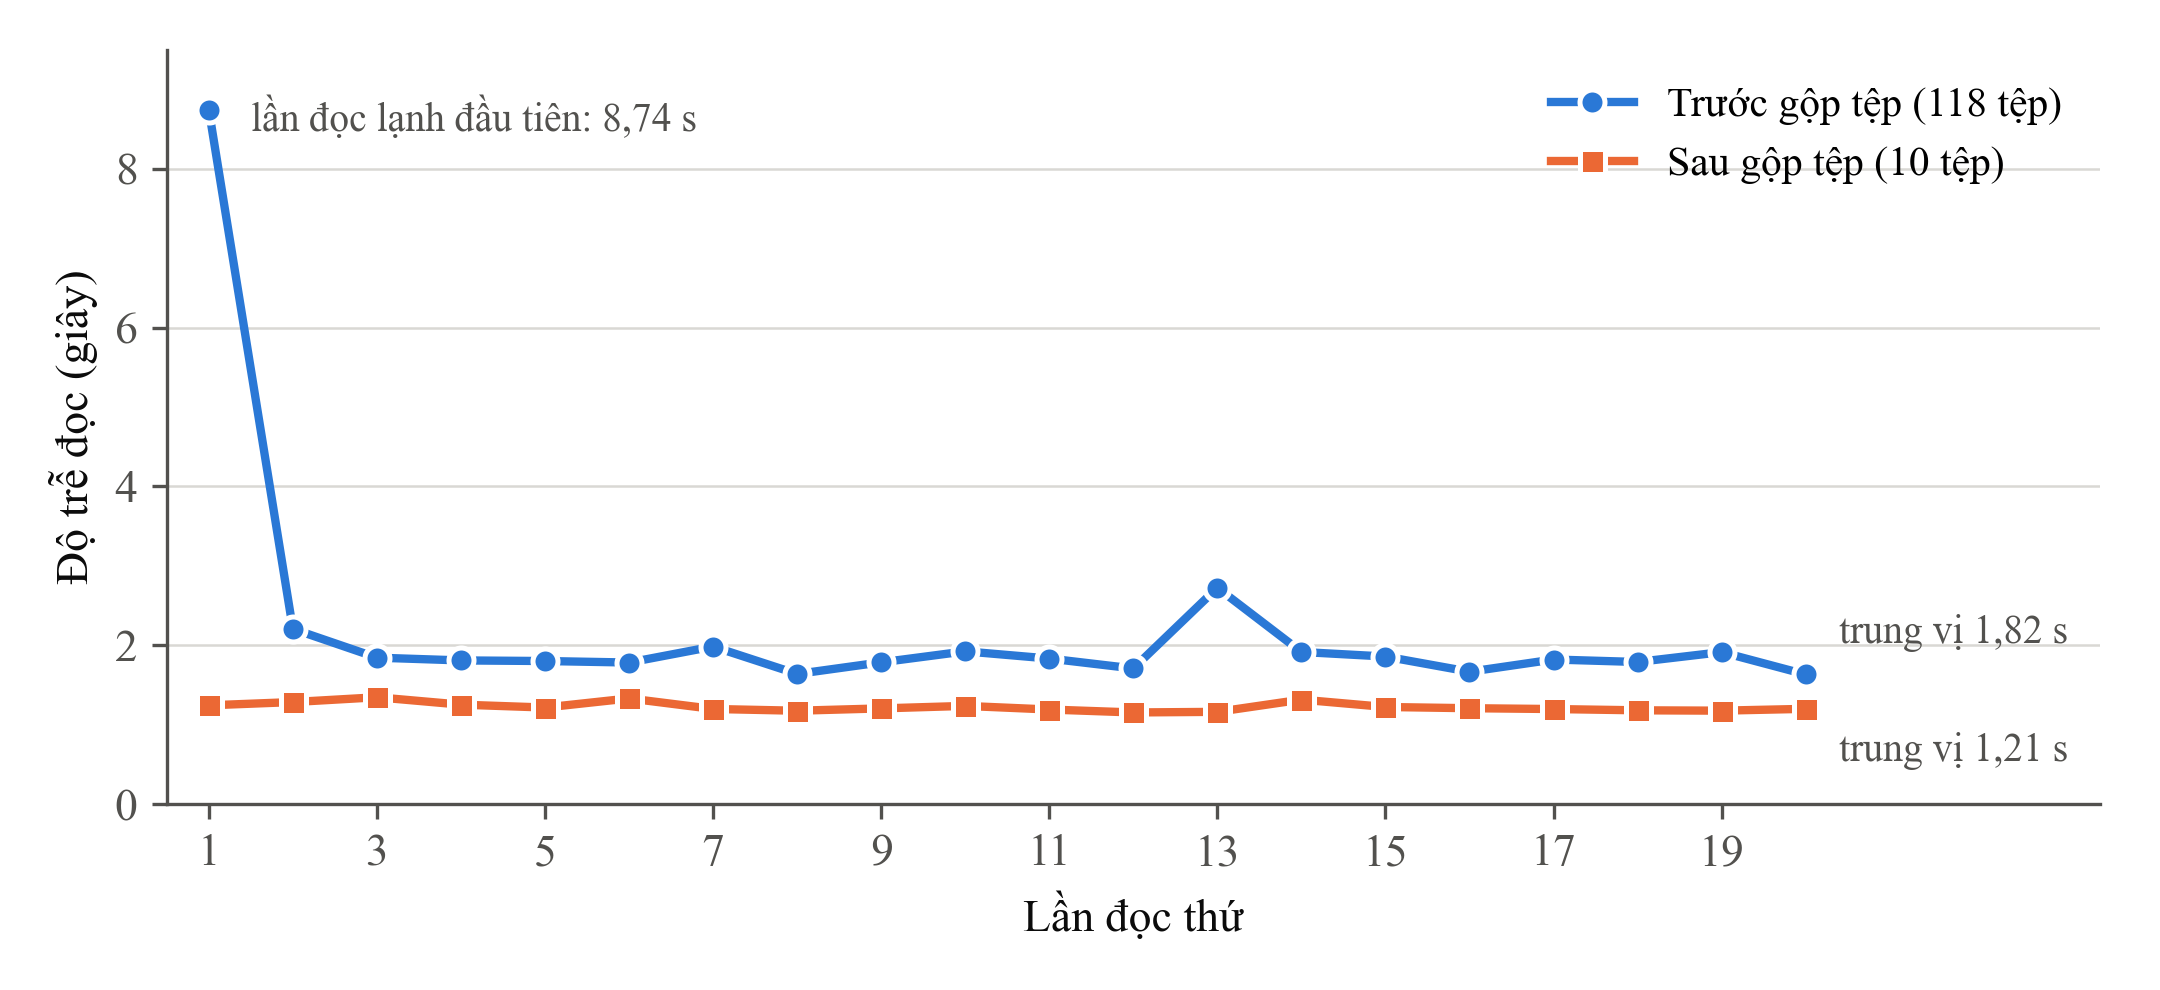 lần đọc lạnh đầu tiên: 8,74 s
Trước gộp tệp (118 tệp)
Sau gộp tệp (10 tệp)
Độ trễ đọc (giây)
8
6
4
2
0
trung vị 1,82 s
trung vị 1,21 s
1 3 5 7 9 11 13 15 17 19
Lần đọc thứ